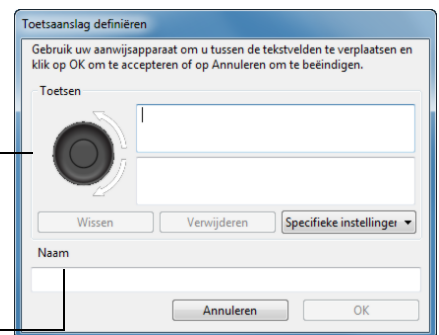 Toetsaanslag definiëren
Gebruik uw aanwijsapparaat om u tussen de tekstvelden te verplaatsen en
klik op OK om te accepteren of op Annuleren om te beëindigen.
Toetsen
Wissen
Verwijderen
Specifieke instellinge
Naam
Annuleren
OK